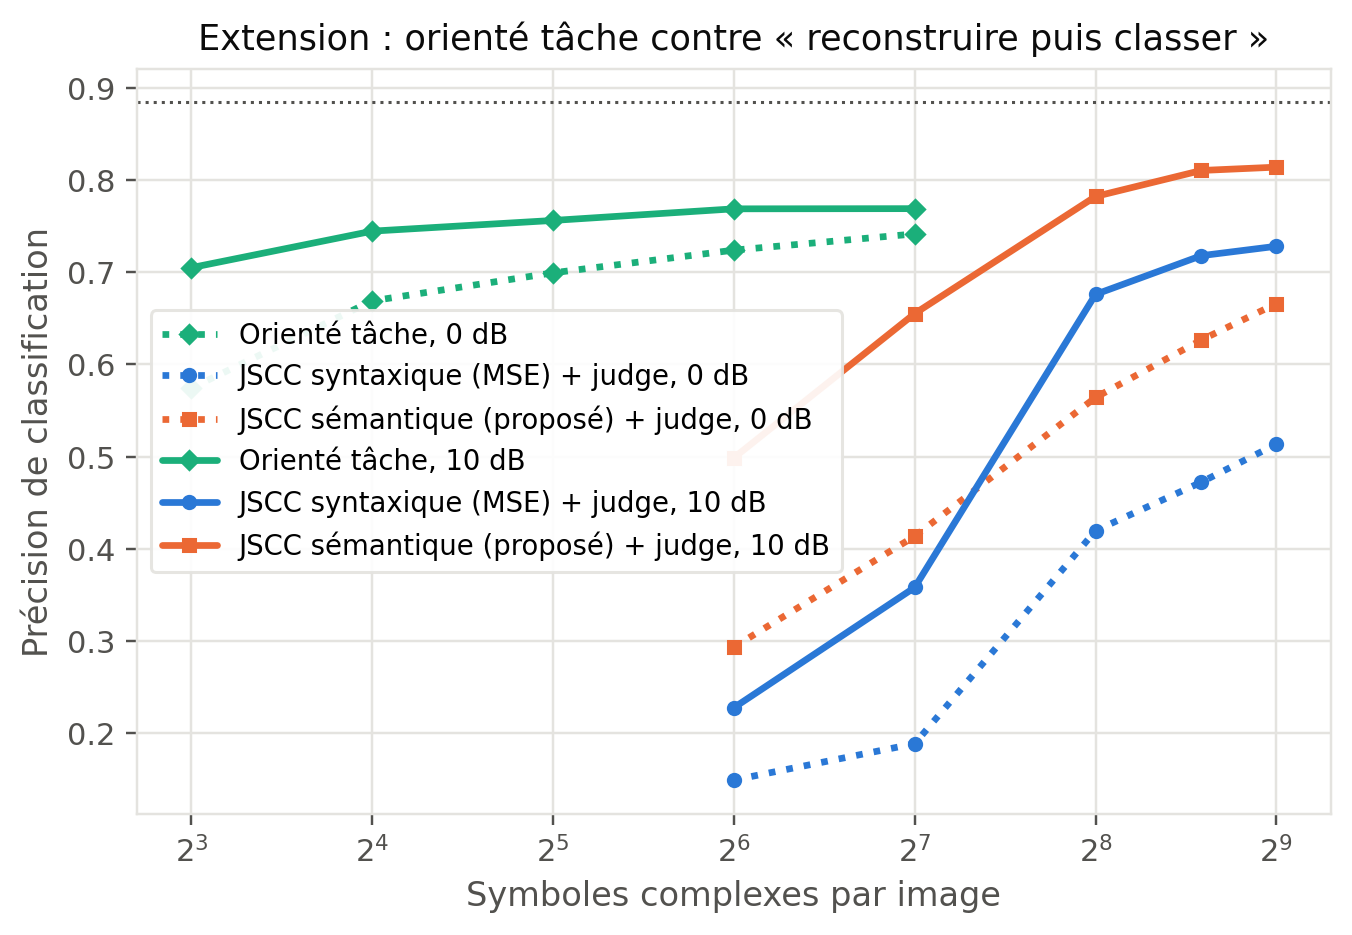 Extension : orienté tâche contre « reconstruire puis classer »
Précision de classification
0.9
0.8
0.7
0.6
0.5
0.4
0.3
0.2
Orienté tâche, 0 dB
JSCC syntaxique (MSE) + judge, 0 dB
JSCC sémantique (proposé) + judge, 0 dB
Orienté tâche, 10 dB
JSCC syntaxique (MSE) + judge, 10 dB
JSCC sémantique (proposé) + judge, 10 dB
2³ 2⁴ 2⁵ 2⁶ 2⁷ 2⁸ 2⁹
Symboles complexes par image